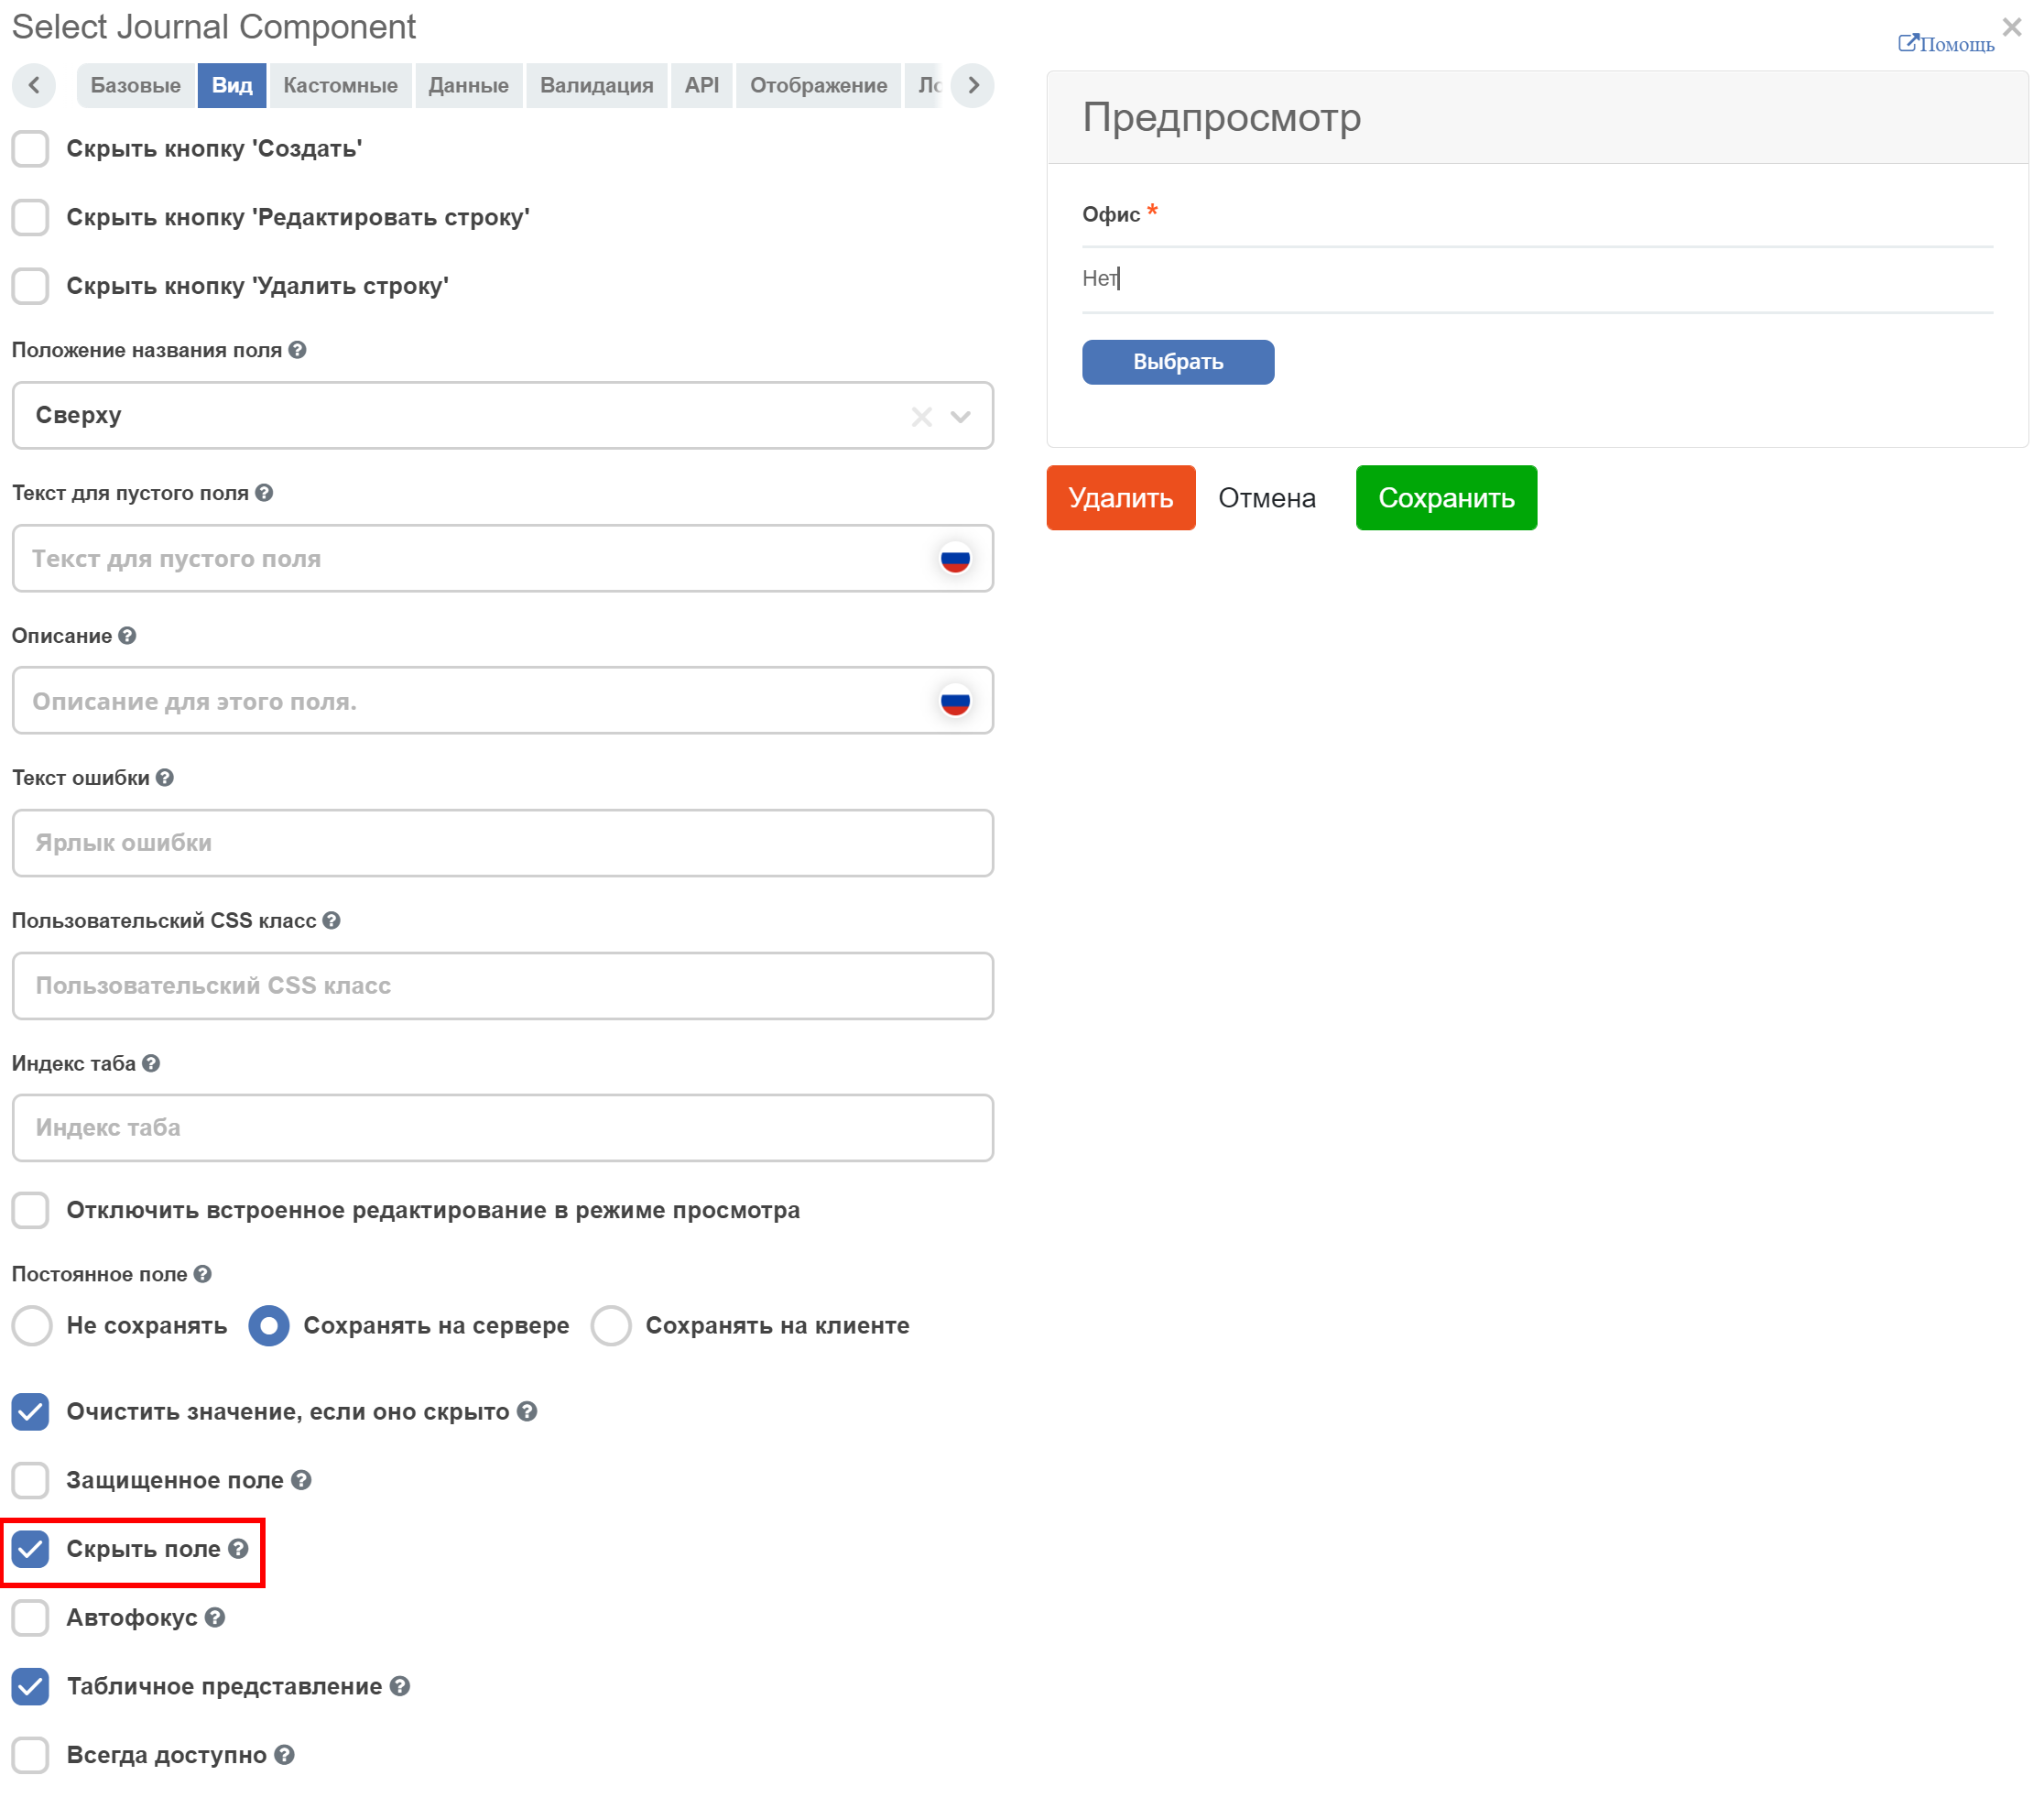 Select Journal Component
Помощь
Базовые Вид Кастомные Данные Валидация API Отображение
Скрыть кнопку 'Создать'
Скрыть кнопку 'Редактировать строку'
Скрыть кнопку 'Удалить строку'
Положение названия поля
Сверху
Текст для пустого поля
Текст для пустого поля
Описание
Описание для этого поля.
Текст ошибки
Ярлык ошибки
Пользовательский CSS класс
Пользовательский CSS класс
Индекс таба
Индекс таба
Отключить встроенное редактирование в режиме просмотра
Постоянное поле
Не сохранять Сохранять на сервере Сохранять на клиенте
Очистить значение, если оно скрыто
Защищенное поле
Скрыть поле
Автофокус
Табличное представление
Всегда доступно
Предпросмотр
Офис *
Нет
Выбрать
Удалить Отмена Сохранить